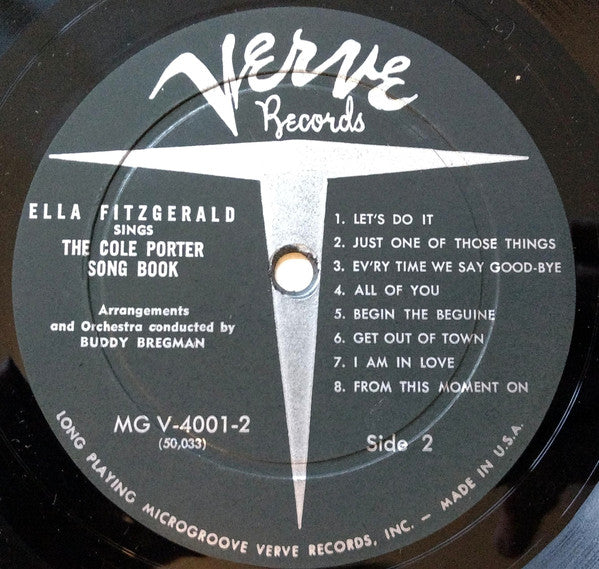 Verve
Records
ELLA FITZGERALD
SINGS
THE COLE PORTER
SONG BOOK
Arrangements
and Orchestra conducted by
BUDDY BREGMAN
MG V-4001-2
(50,033)
1. LET'S DO IT
2. JUST ONE OF THOSE THINGS
3. EV'RY TIME WE SAY GOOD-BYE
4. ALL OF YOU
5. BEGIN THE BEGUINE
6. GET OUT OF TOWN
7. I AM IN LOVE
8. FROM THIS MOMENT ON
Side 2
LONG PLAYING MICROGROOVE VERVE RECORDS, INC. – MADE IN U.S.A.